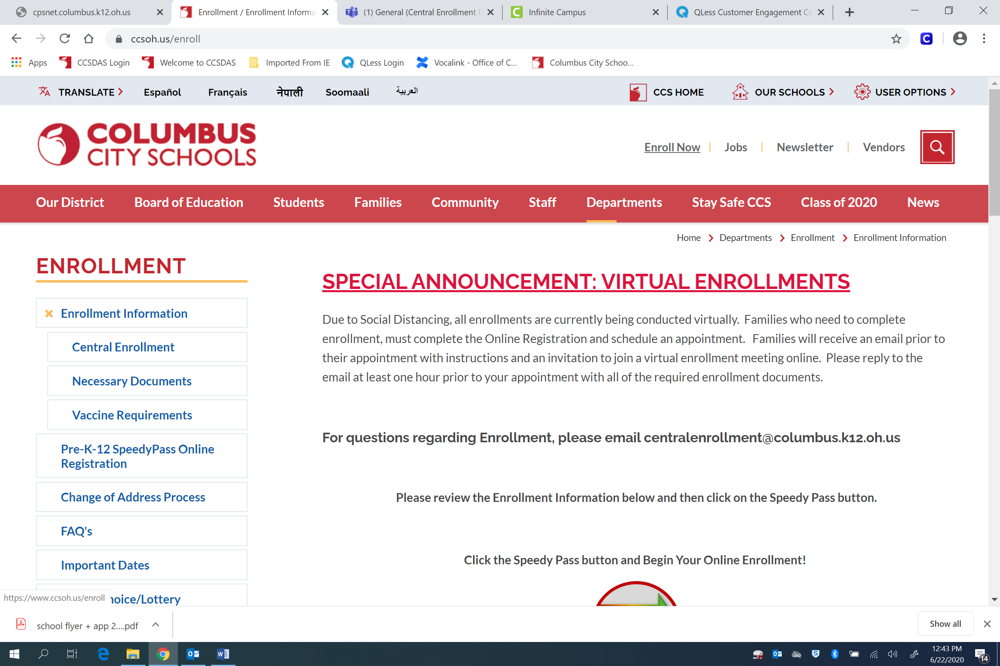 cpsnet.columbus.k12.oh.us
Enrollment / Enrollment Informa
(1) General (Central Enrollment D
Infinite Campus
QLess Customer Engagement Ce
ccsoh.us/enroll
Apps CCSDAS Login Welcome to CCSDAS Imported From IE QLess Login Vocalink - Office of C... Columbus City Schoo...
TRANSLATE Español Français नेपाली Soomaali العربية CCS HOME OUR SCHOOLS USER OPTIONS
COLUMBUS
CITY SCHOOLS
Enroll Now Jobs Newsletter Vendors
Our District Board of Education Students Families Community Staff Departments Stay Safe CCS Class of 2020 News
Home Departments Enrollment Enrollment Information
ENROLLMENT
Enrollment Information
Central Enrollment
Necessary Documents
Vaccine Requirements
Pre-K-12 SpeedyPass Online
Registration
Change of Address Process
FAQ's
Important Dates
hoice/Lottery
SPECIAL ANNOUNCEMENT: VIRTUAL ENROLLMENTS
Due to Social Distancing, all enrollments are currently being conducted virtually. Families who need to complete
enrollment, must complete the Online Registration and schedule an appointment. Families will receive an email prior to
their appointment with instructions and an invitation to join a virtual enrollment meeting online. Please reply to the
email at least one hour prior to your appointment with all of the required enrollment documents.
For questions regarding Enrollment, please email centralenrollment@columbus.k12.oh.us
Please review the Enrollment Information below and then click on the Speedy Pass button.
Click the Speedy Pass button and Begin Your Online Enrollment!
https://www.ccsoh.us/enroll
school flyer + app 2....pdf
Show all
12:43 PM
6/22/2020
14